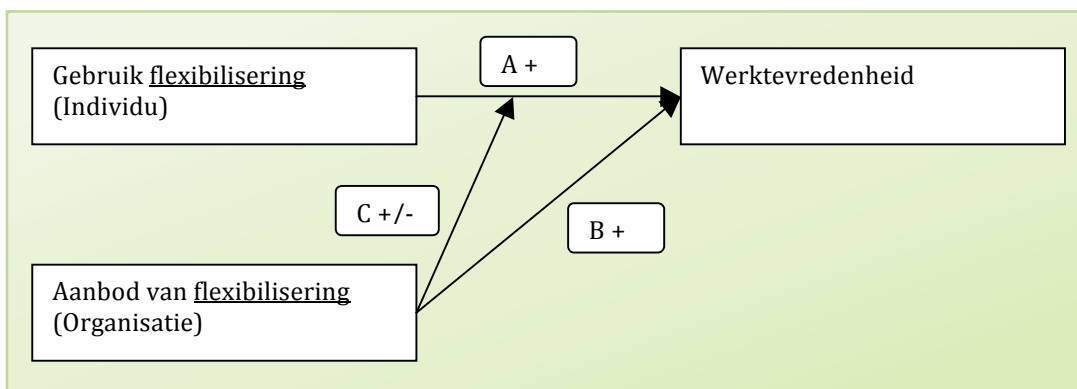 Gebruik flexibilisering
(Individu)
A +
Werktevredenheid
C +/-
B +
Aanbod van flexibilisering
(Organisatie)